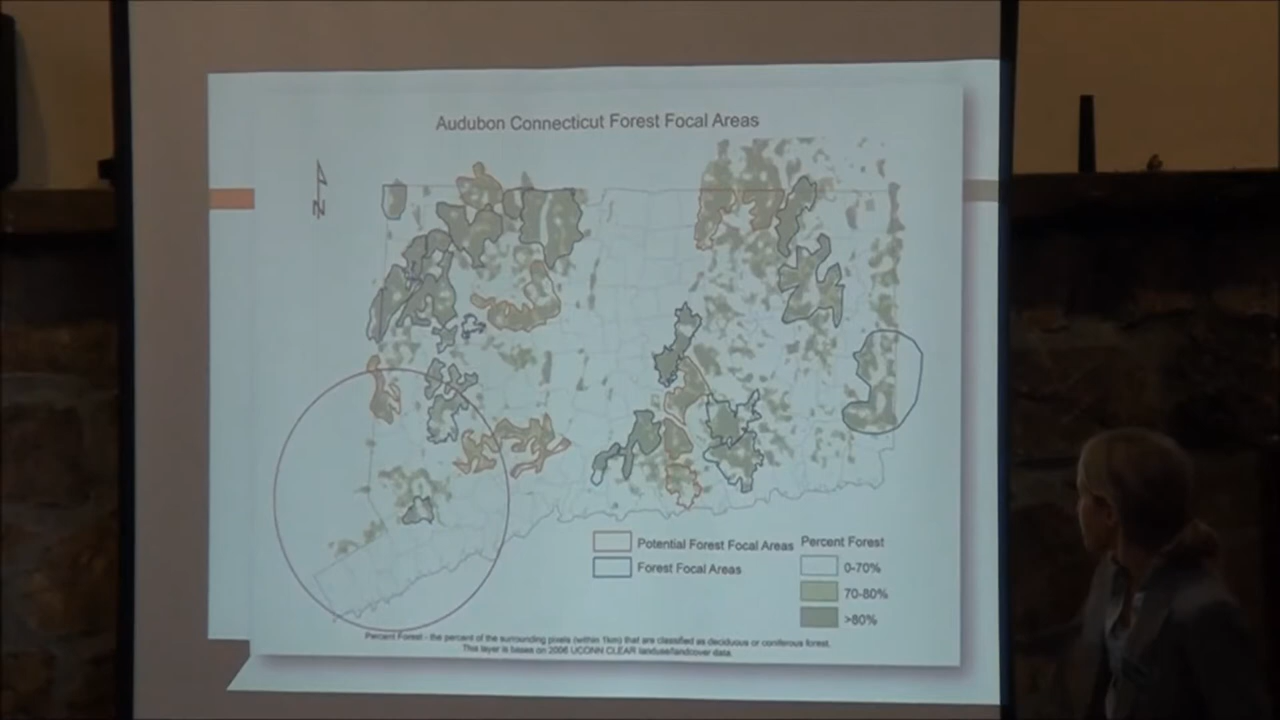 Audubon Connecticut Forest Focal Areas
N
Potential Forest Focal Areas
Forest Focal Areas
Percent Forest
0-70%
70-80%
>80%
Percent Forest - the percent of the surrounding pixels (within 1km) that are classified as deciduous or coniferous forest.
This layer is bases on 2006 UCONN CLEAR landuse/landcover data.